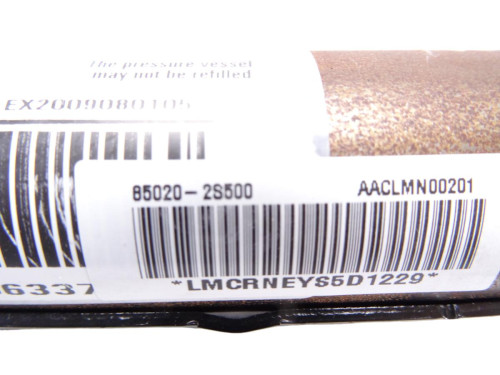 The pressure vessel
may not be refilled
EX2009080105
85020-2S500 AACLMN00201
6337
*LMCRNEYS5D1229*